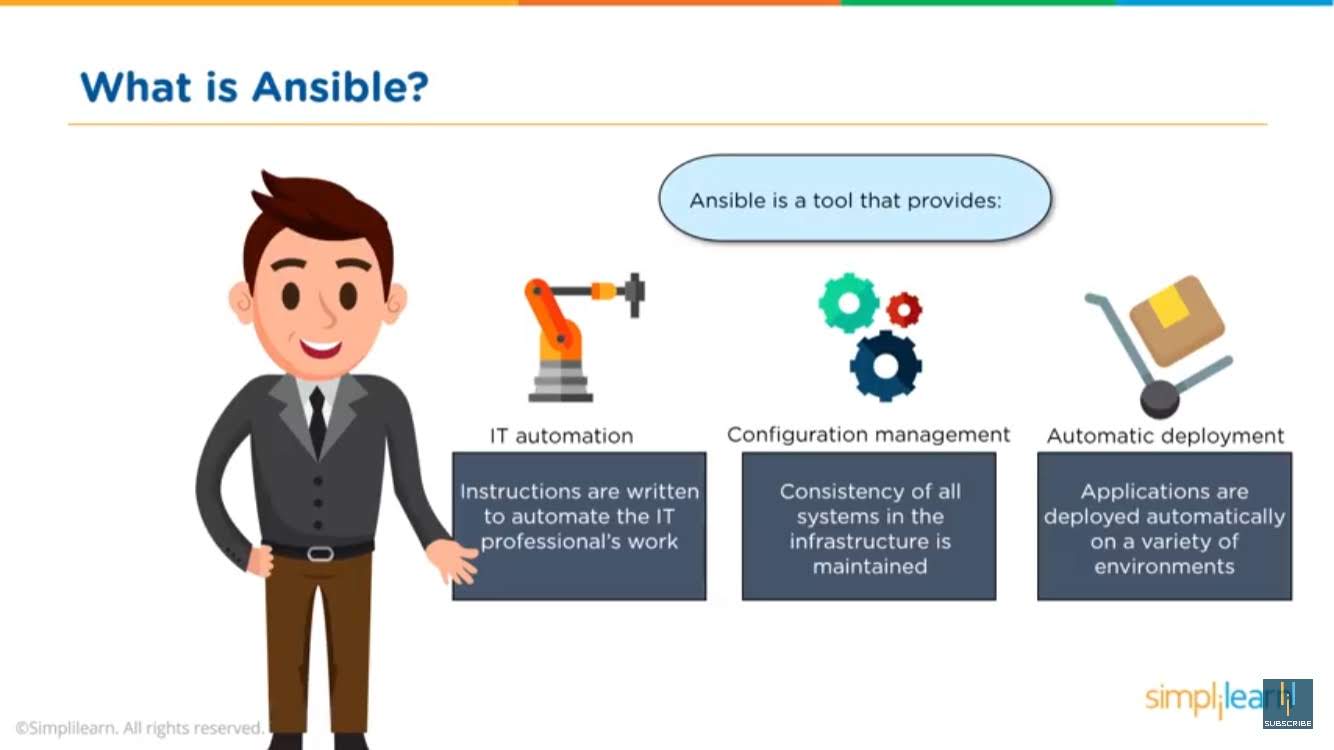 What is Ansible?
Ansible is a tool that provides:
IT automation
Instructions are written
to automate the IT
professional's work
Configuration management
Consistency of all
systems in the
infrastructure is
maintained
Automatic deployment
Applications are
deployed automatically
on a variety of
environments
©Simplilearn. All rights reserved.
simplilearn
SUBSCRIBE